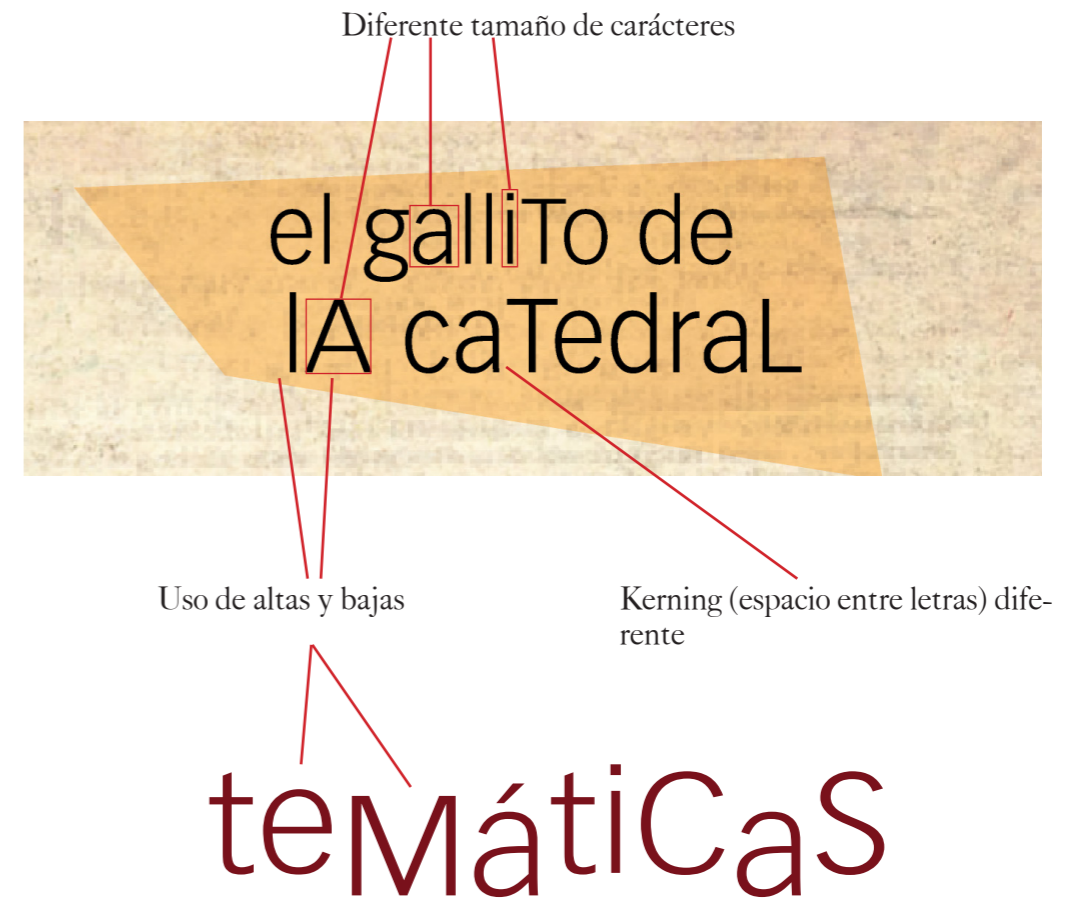 Diferente tamaño de carácteres
el galliTo de
lA caTedraL
Uso de altas y bajas
Kerning (espacio entre letras) dife-
rente
teMátiCaS